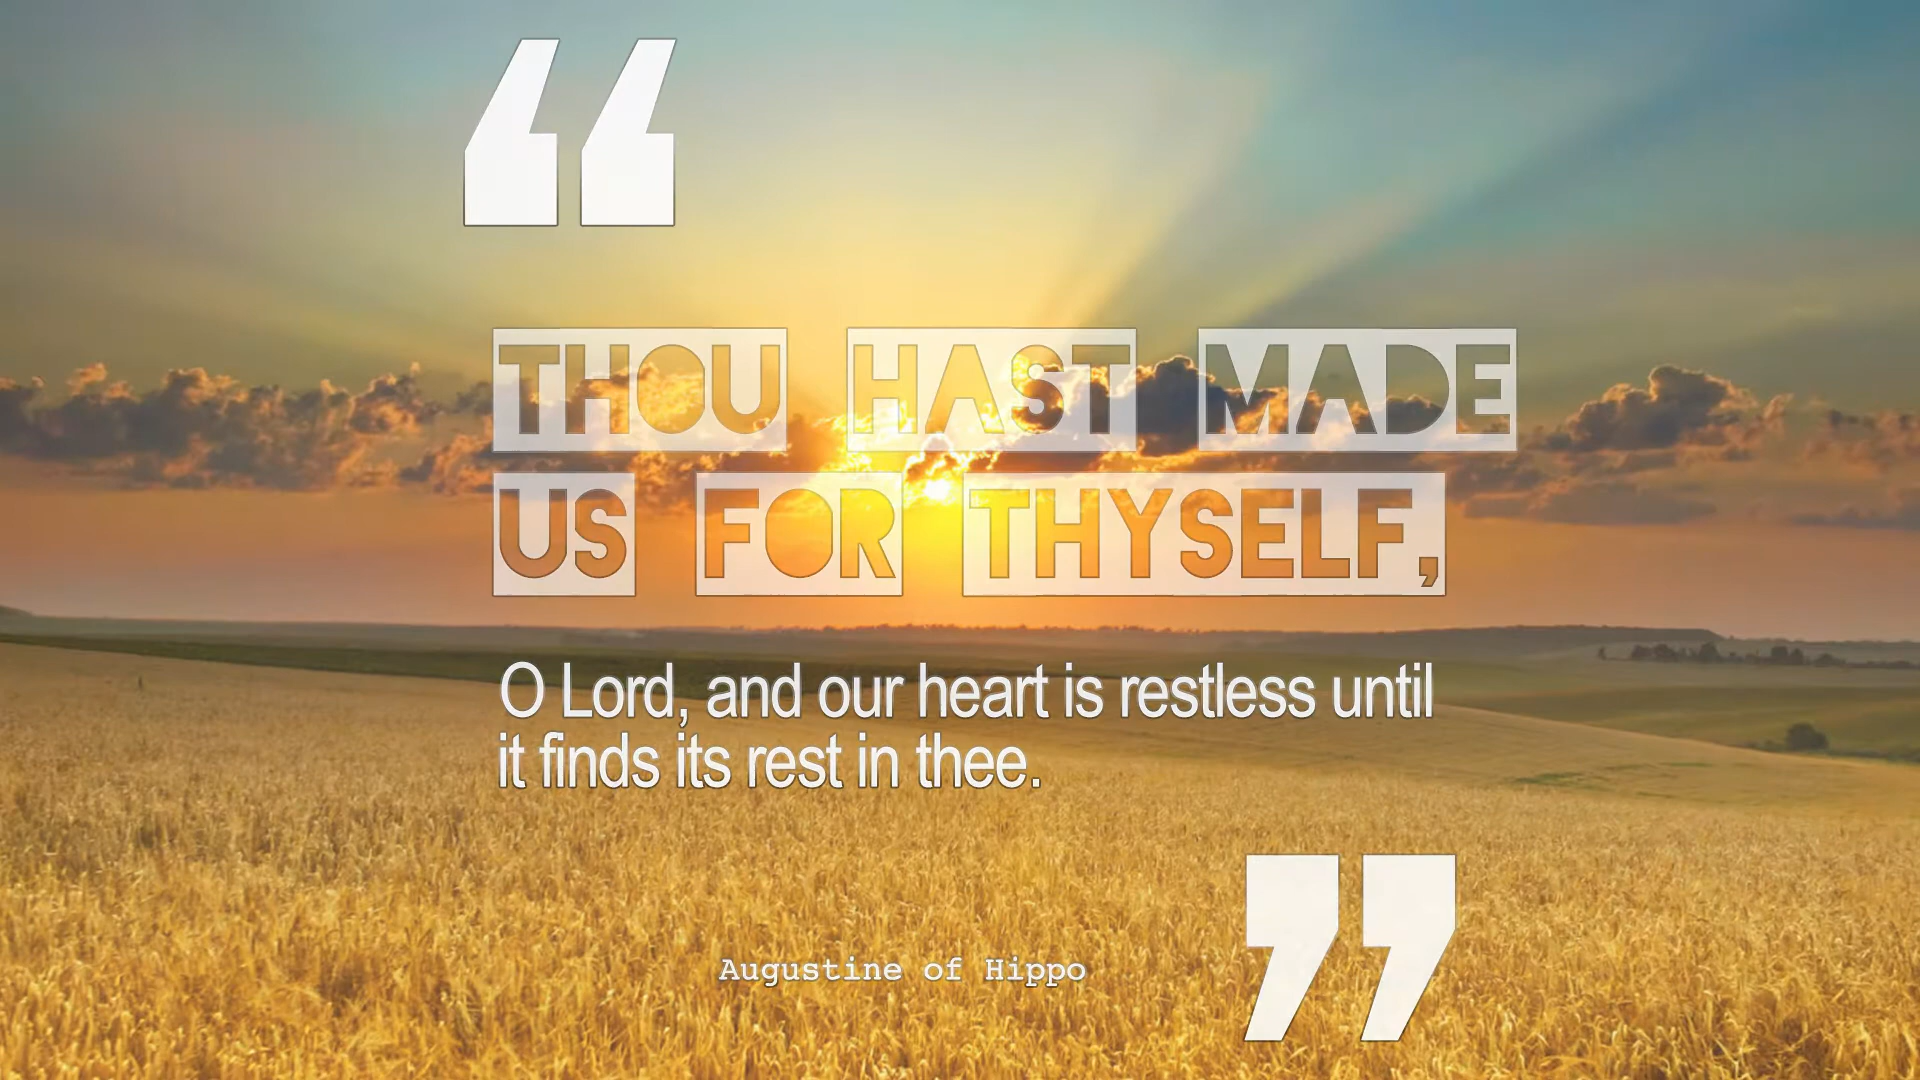 “
THOU HAST MADE
US FOR THYSELF,
O Lord, and our heart is restless until
it finds its rest in thee.
”
Augustine of Hippo